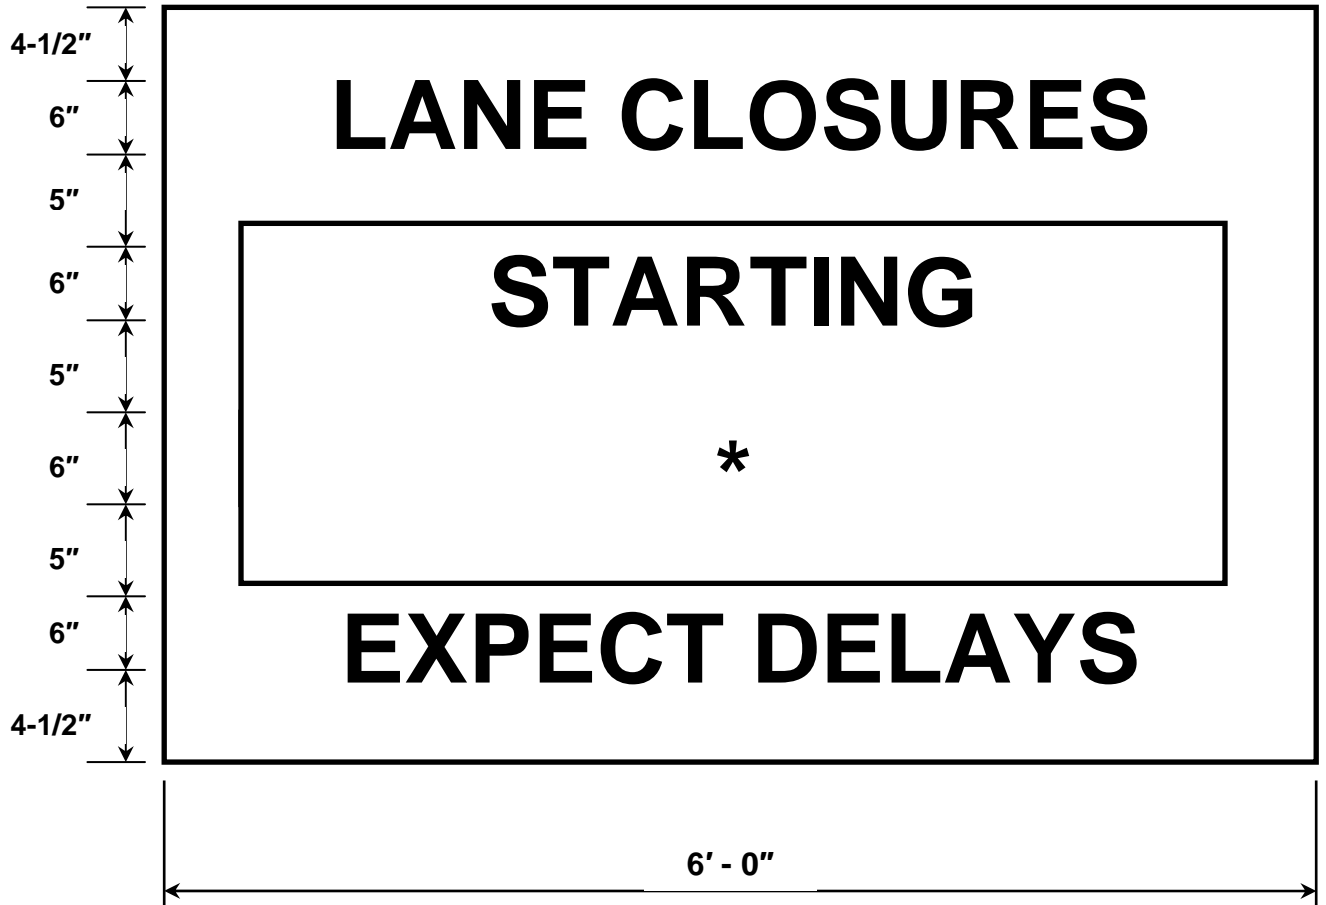 4-1/2"
LANE CLOSURES
6"
5"
STARTING
6"
5"
*
6"
5"
EXPECT DELAYS
6"
4-1/2"
6' - 0"